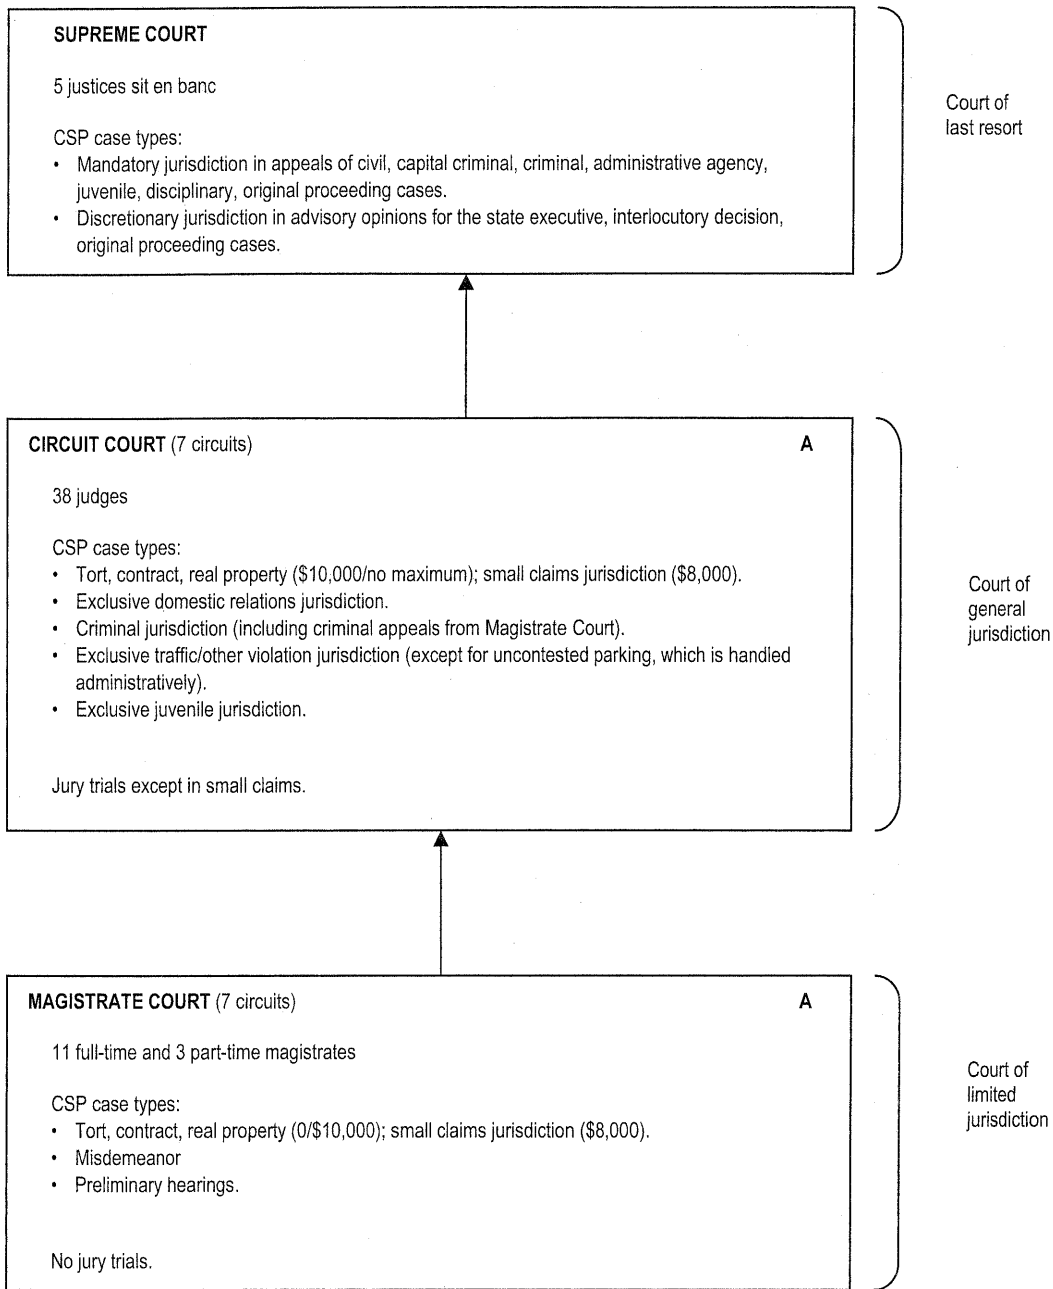 SUPREME COURT
5 justices sit en banc
CSP case types:
• Mandatory jurisdiction in appeals of civil, capital criminal, criminal, administrative agency,
juvenile, disciplinary, original proceeding cases.
• Discretionary jurisdiction in advisory opinions for the state executive, interlocutory decision,
original proceeding cases.
Court of
last resort
CIRCUIT COURT (7 circuits) A
38 judges
CSP case types:
• Tort, contract, real property ($10,000/no maximum); small claims jurisdiction ($8,000).
• Exclusive domestic relations jurisdiction.
• Criminal jurisdiction (including criminal appeals from Magistrate Court).
• Exclusive traffic/other violation jurisdiction (except for uncontested parking, which is handled
administratively).
• Exclusive juvenile jurisdiction.
Jury trials except in small claims.
Court of
general
jurisdiction
MAGISTRATE COURT (7 circuits) A
11 full-time and 3 part-time magistrates
CSP case types:
• Tort, contract, real property (0/$10,000); small claims jurisdiction ($8,000).
• Misdemeanor
• Preliminary hearings.
No jury trials.
Court of
limited
jurisdiction